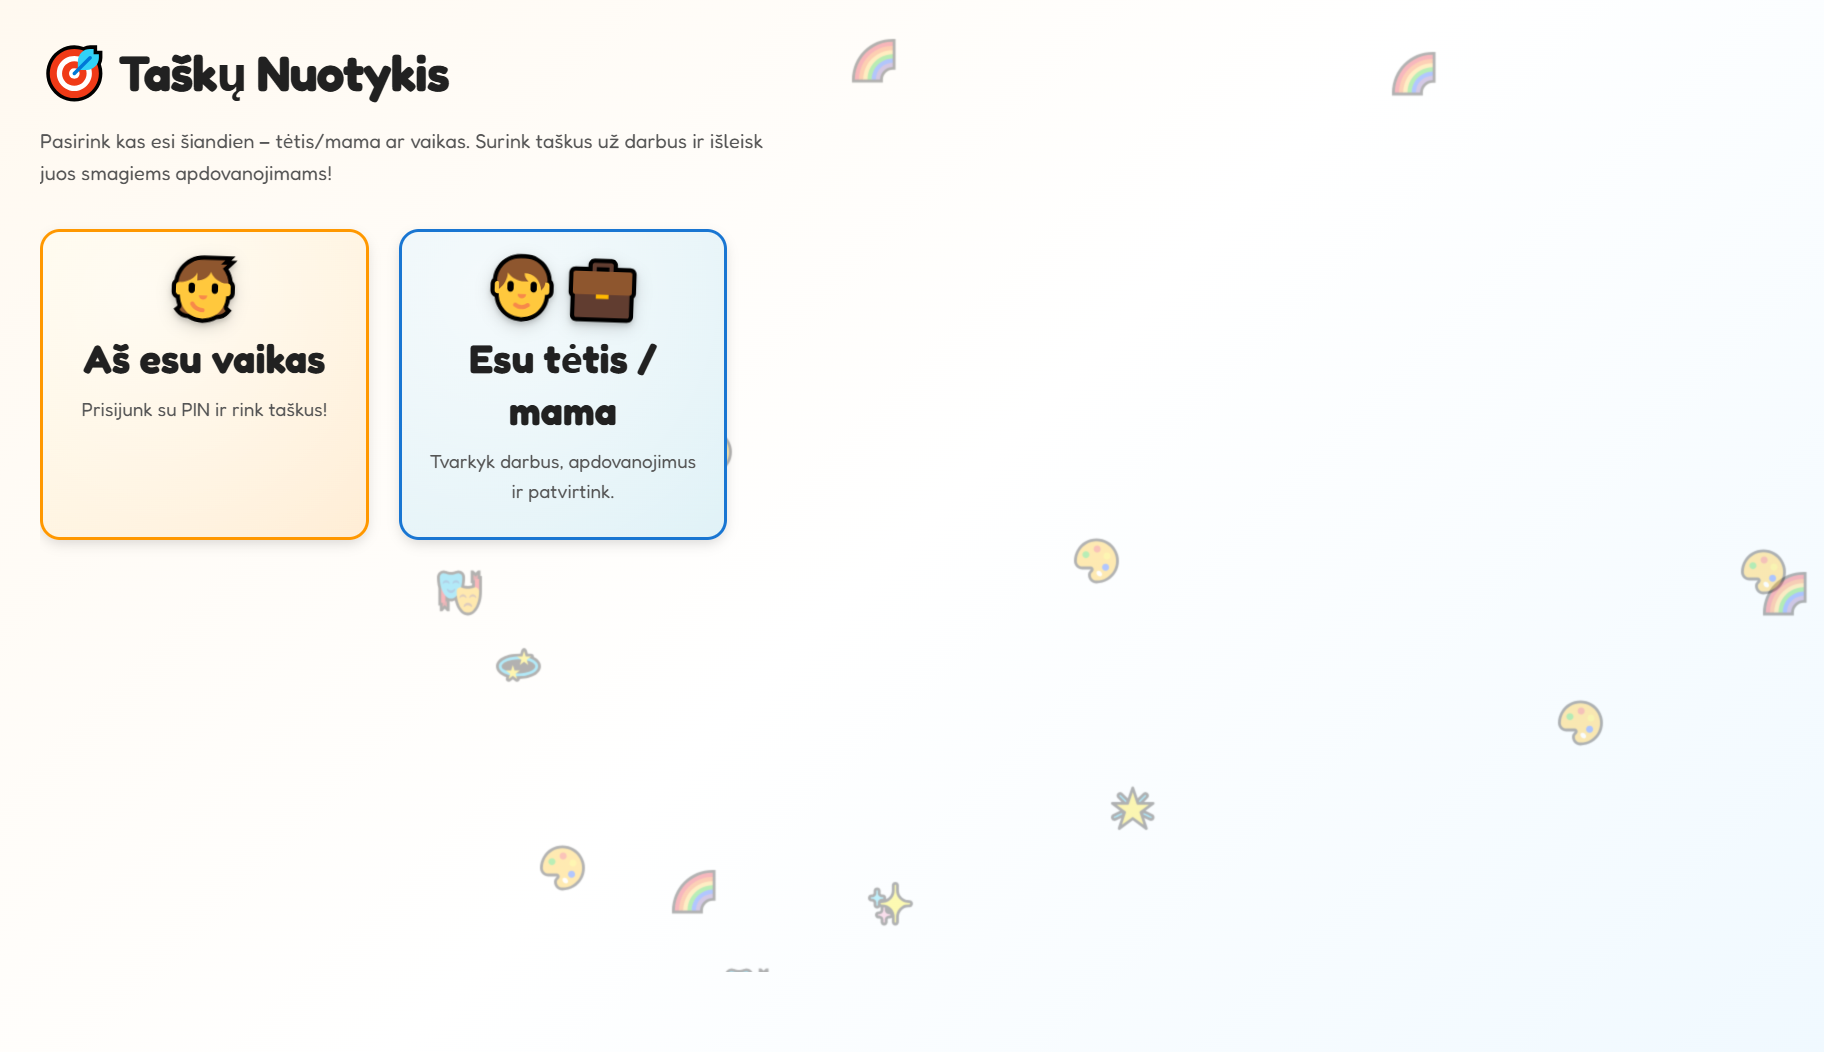 Taškų Nuotykis
Pasirink kas esi šiandien – tėtis/mama ar vaikas. Surink taškus už darbus ir išleisk
juos smagiems apdovanojimams!
Aš esu vaikas
Prisijunk su PIN ir rink taškus!
Esu tėtis /
mama
Tvarkyk darbus, apdovanojimus
ir patvirtink.